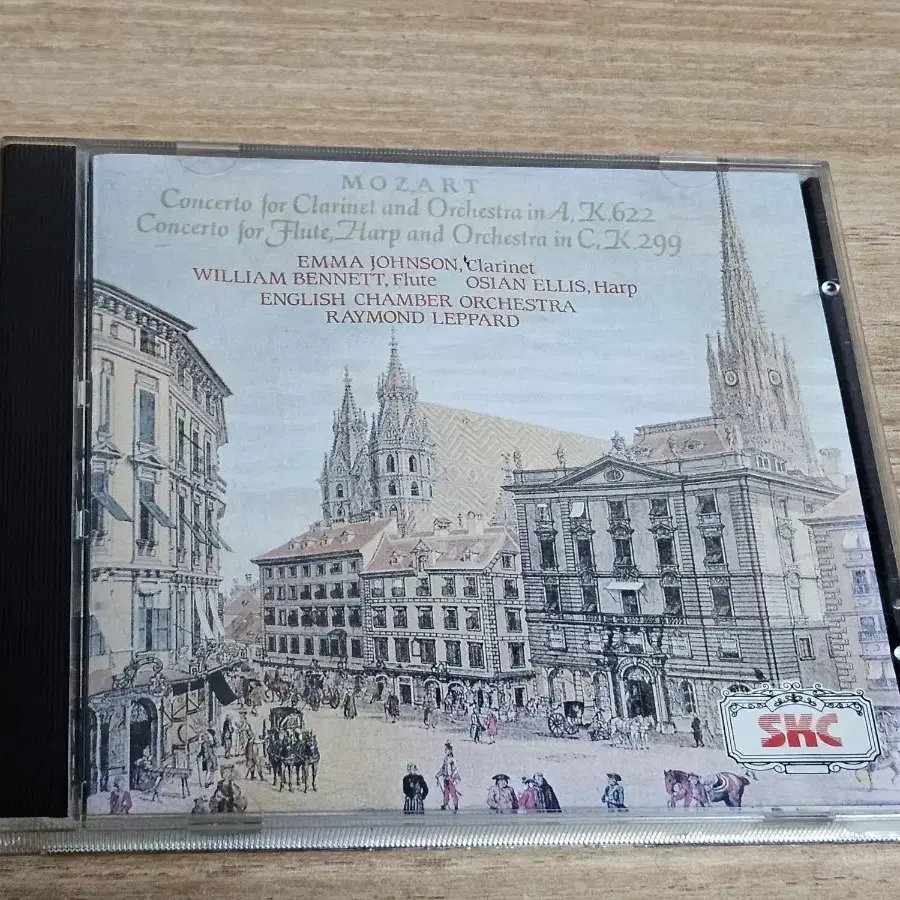 MOZART
Concerto for Clarinet and Orchestra in A, K.622
Concerto for Flute, Harp and Orchestra in C, K.299
EMMA JOHNSON, Clarinet
WILLIAM BENNETT, Flute OSIAN ELLIS, Harp
ENGLISH CHAMBER ORCHESTRA
RAYMOND LEPPARD
SKC